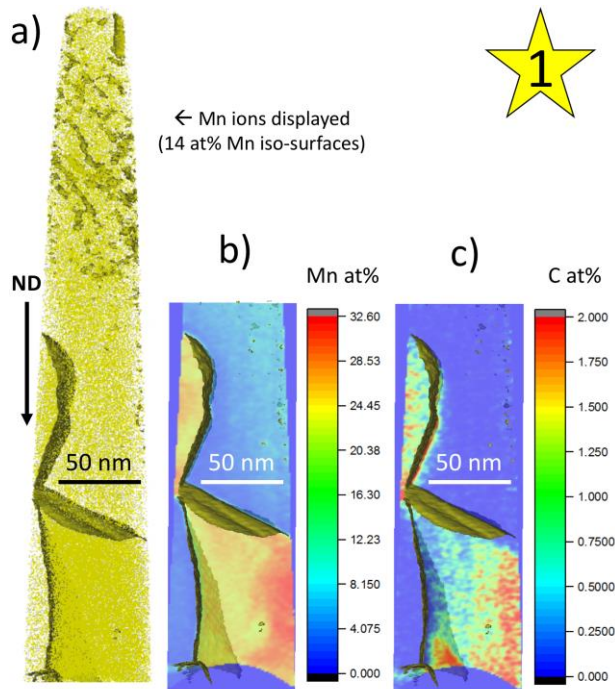 a)
1
← Mn ions displayed
(14 at% Mn iso-surfaces)
b)
c)
Mn at%
C at%
ND
32.60
28.53
24.45
20.38
16.30
12.23
8.150
4.075
0.000
2.000
1.750
1.500
1.250
1.000
0.7500
0.5000
0.2500
0.000
50 nm
50 nm
50 nm